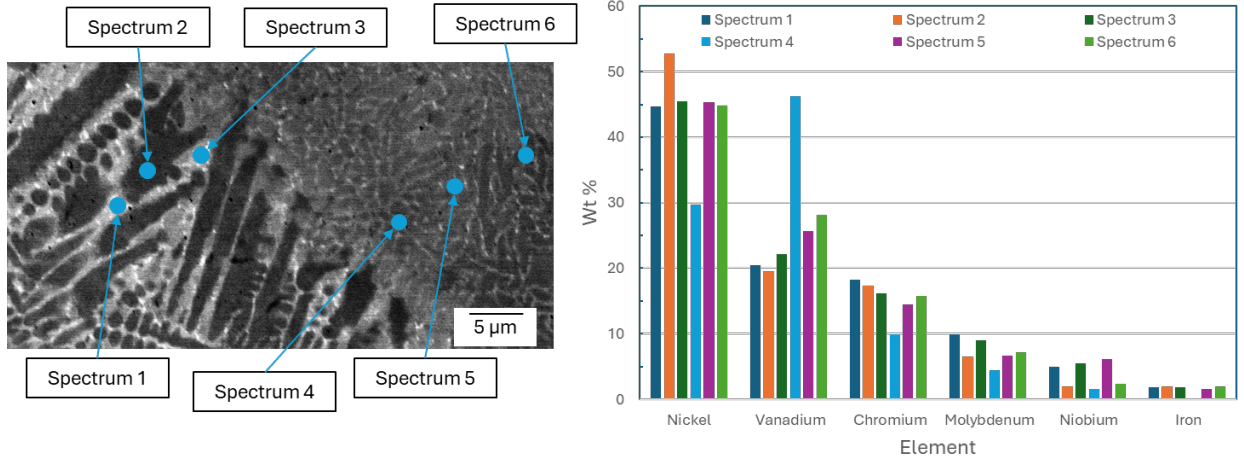 Spectrum 2
Spectrum 3
Spectrum 6
5 µm
Spectrum 1
Spectrum 4
Spectrum 5
60
50
40
30
20
10
0
Wt %
Spectrum 1
Spectrum 2
Spectrum 3
Spectrum 4
Spectrum 5
Spectrum 6
Nickel
Vanadium
Chromium
Molybdenum
Niobium
Iron
Element